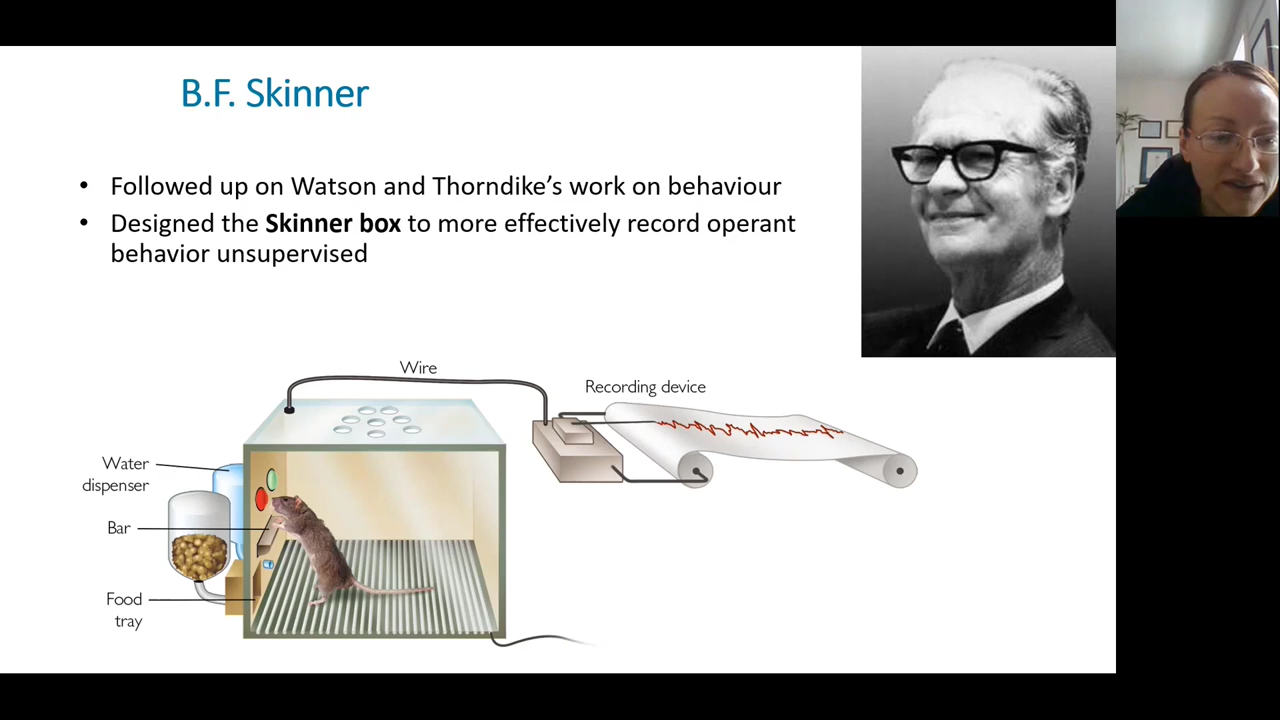 B.F. Skinner
• Followed up on Watson and Thorndike's work on behaviour
• Designed the Skinner box to more effectively record operant
behavior unsupervised
Wire
Recording device
Water
dispenser
Bar
Food
tray